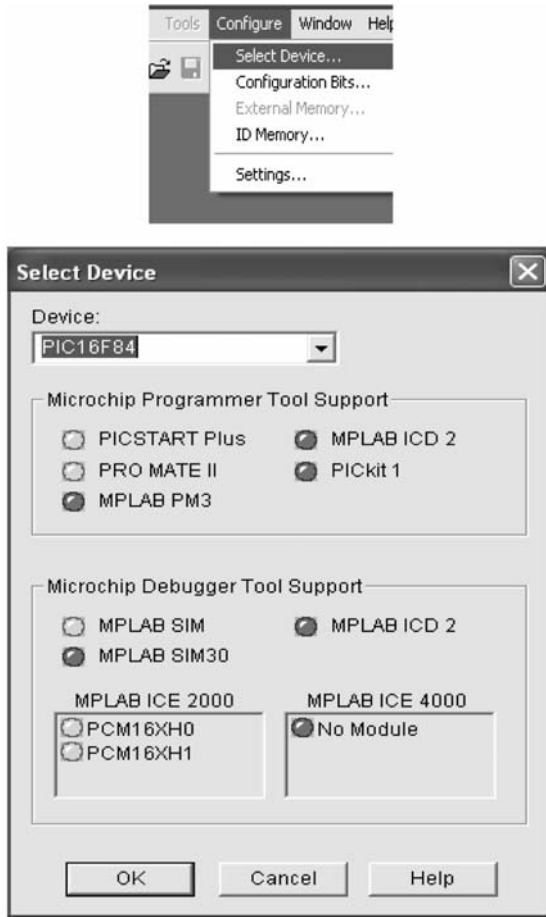 Tools Configure Window Help
Select Device...
Configuration Bits...
External Memory...
ID Memory...
Settings...
Select Device
Device:
PIC16F84
Microchip Programmer Tool Support
PICSTART Plus MPLAB ICD 2
PRO MATE II PICkit 1
MPLAB PM3
Microchip Debugger Tool Support
MPLAB SIM MPLAB ICD 2
MPLAB SIM30
MPLAB ICE 2000 MPLAB ICE 4000
PCM16XH0 No Module
PCM16XH1
OK Cancel Help